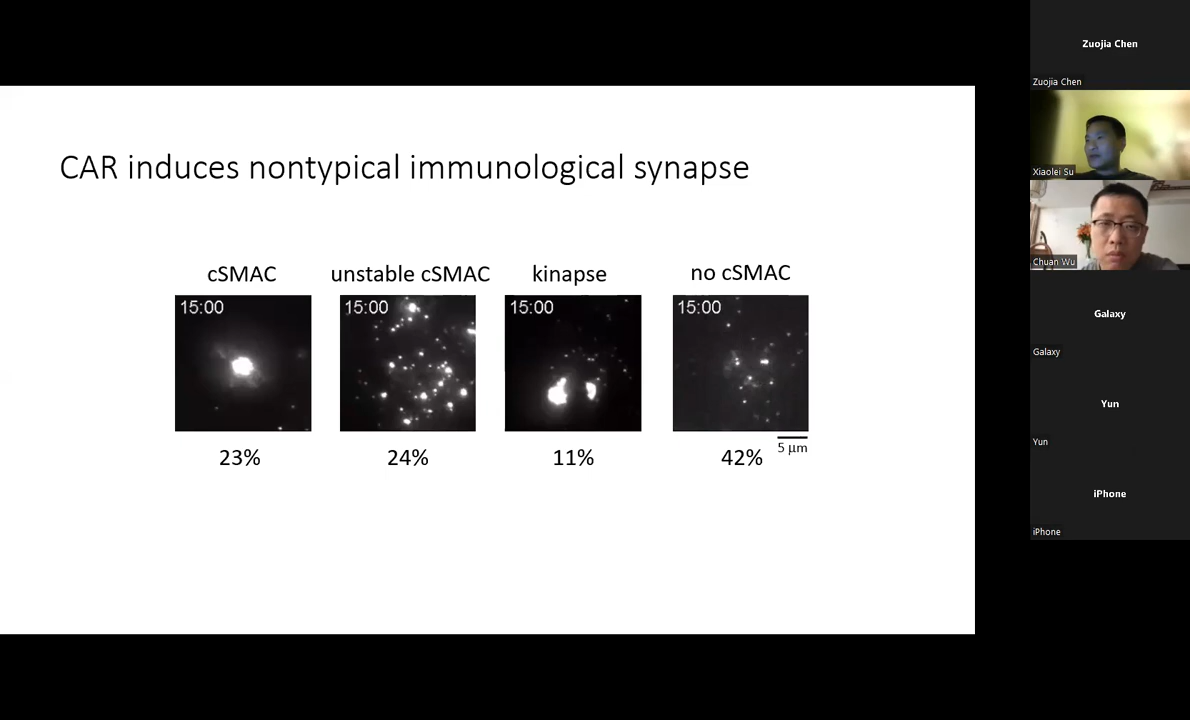 CAR induces nontypical immunological synapse
cSMAC
unstable cSMAC
kinapse
no cSMAC
15:00
15:00
15:00
15:00
23%
24%
11%
42%
5 µm
Zuojia Chen
Zuojia Chen
Xiaolei Su
Chuan Wu
Galaxy
Galaxy
Yun
Yun
iPhone
iPhone